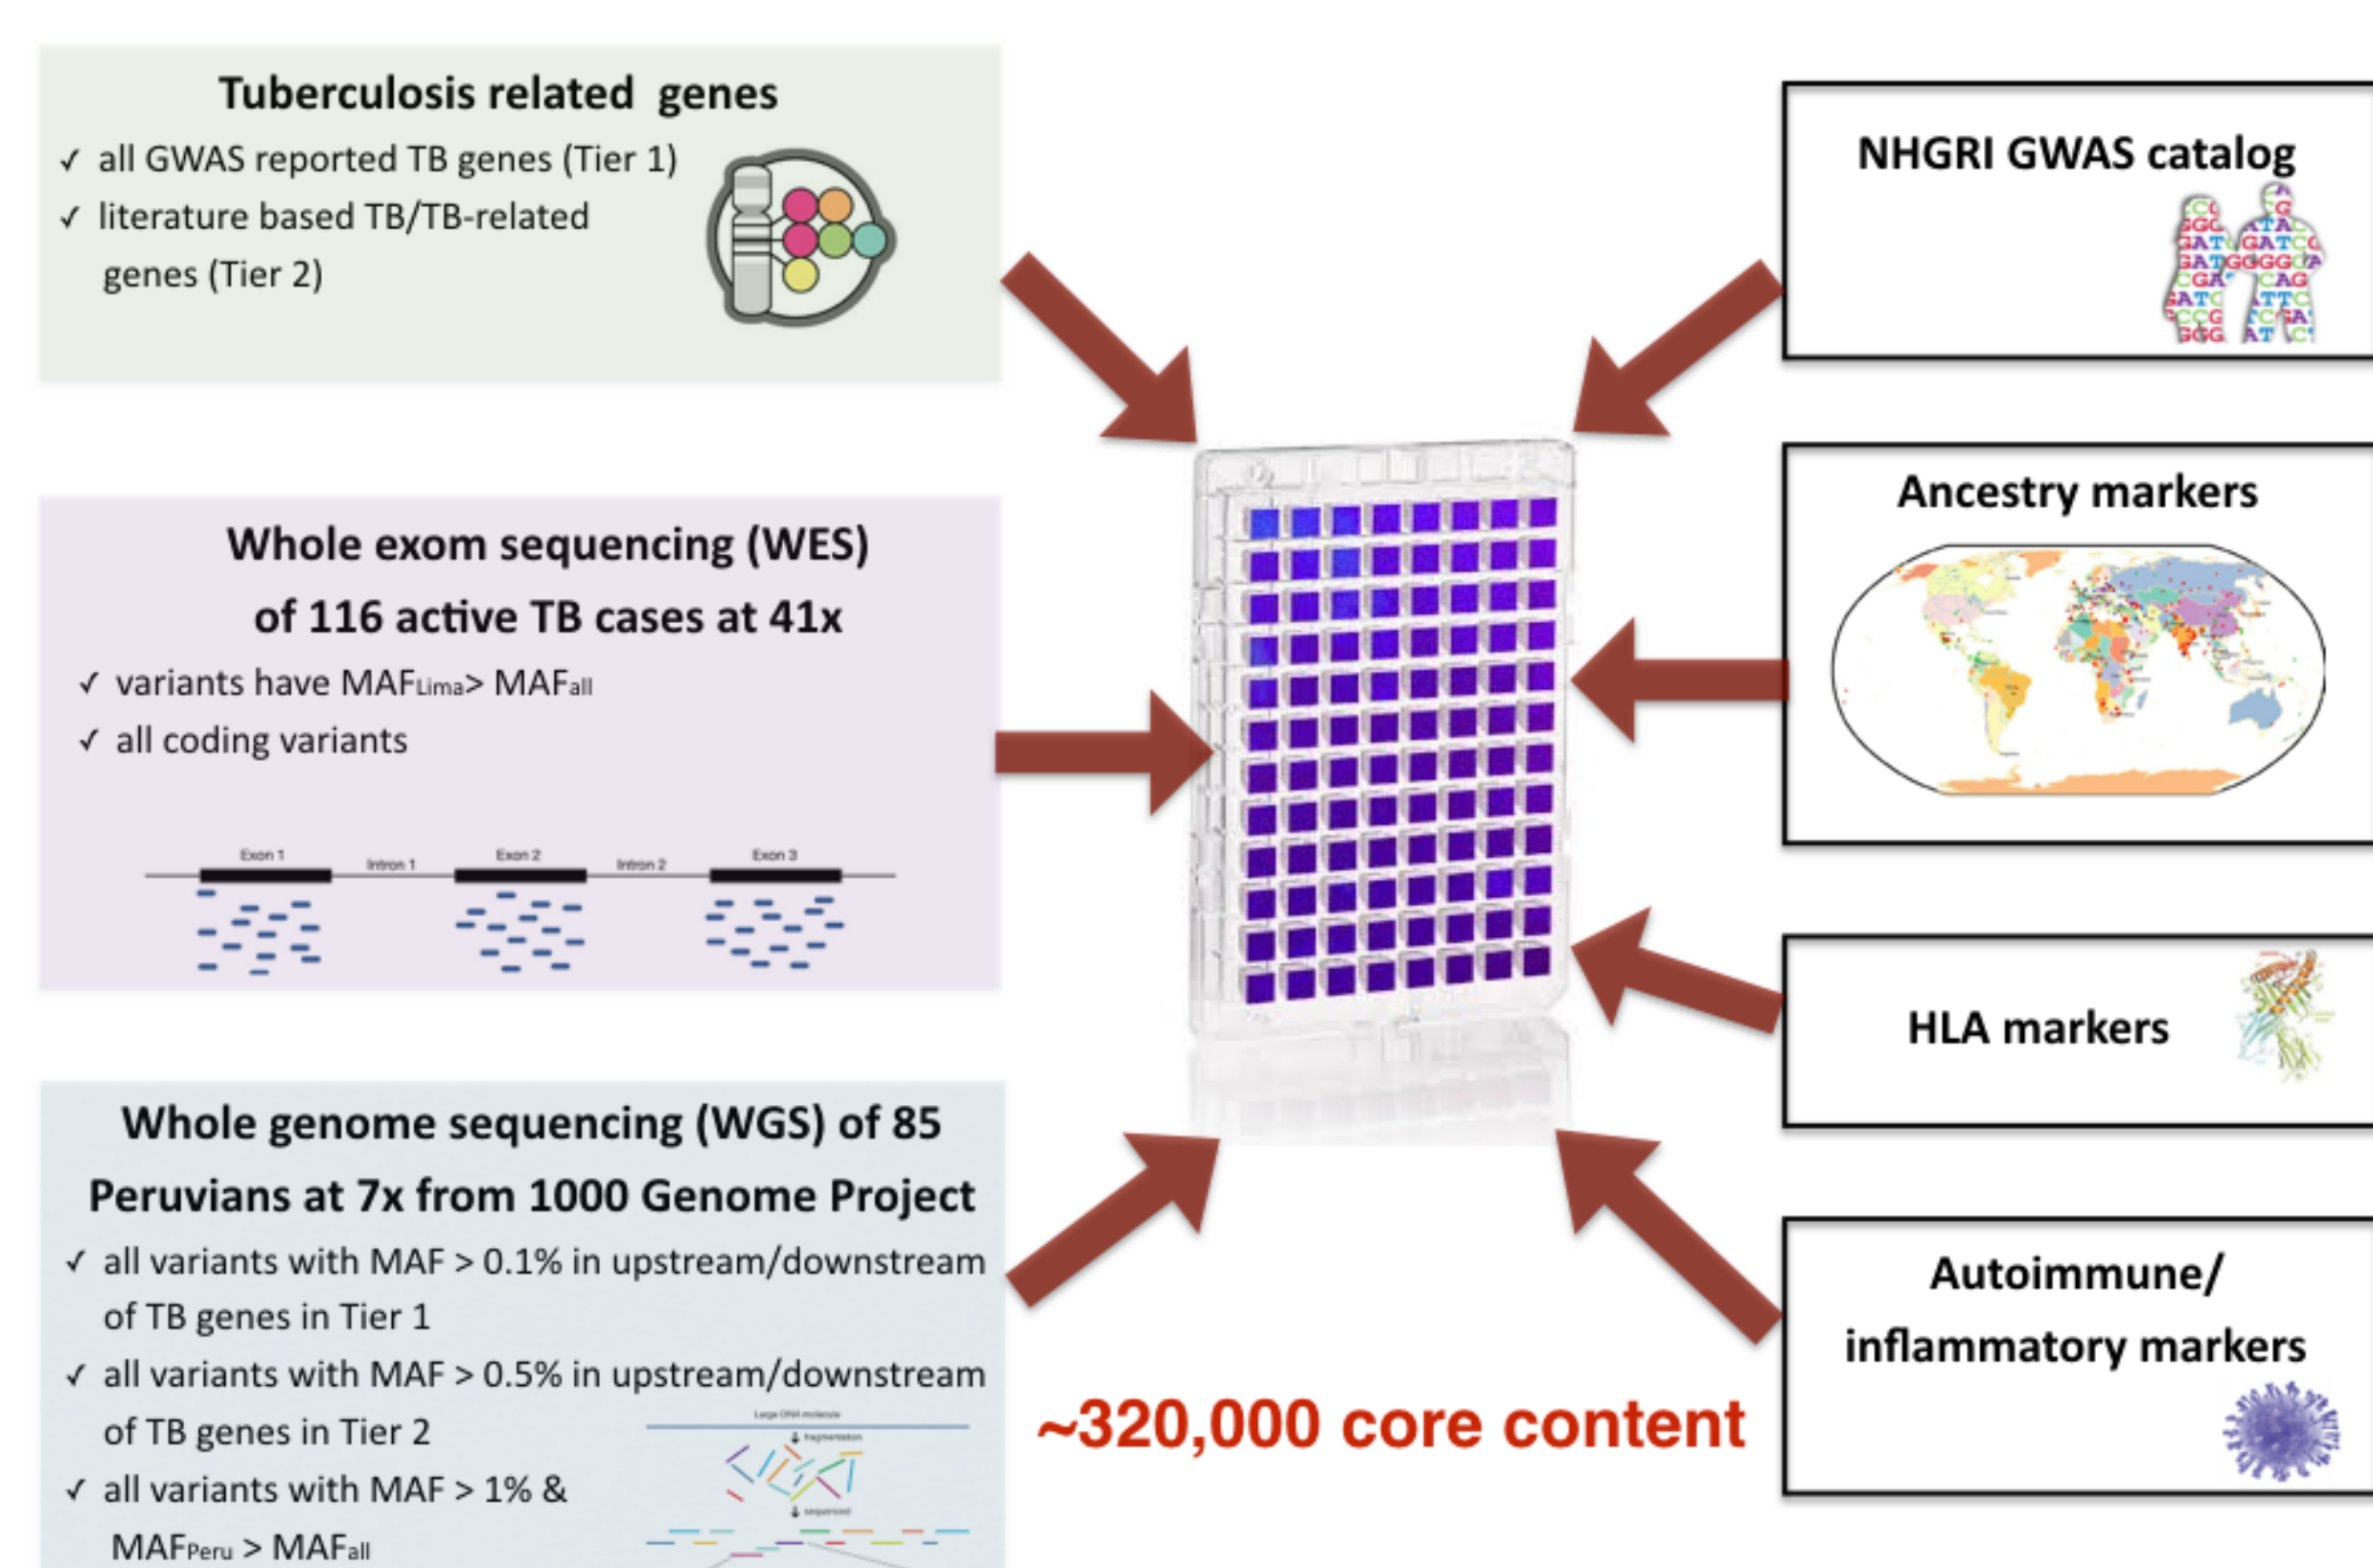 Tuberculosis related genes
✓ all GWAS reported TB genes (Tier 1)
✓ literature based TB/TB-related
genes (Tier 2)
Whole exom sequencing (WES)
of 116 active TB cases at 41x
✓ variants have MAFLima> MAFall
✓ all coding variants
Exon 1 Intron 1 Exon 2 Intron 2 Exon 3
Whole genome sequencing (WGS) of 85
Peruvians at 7x from 1000 Genome Project
✓ all variants with MAF > 0.1% in upstream/downstream
of TB genes in Tier 1
✓ all variants with MAF > 0.5% in upstream/downstream
of TB genes in Tier 2
✓ all variants with MAF > 1% &
MAFPeru > MAFall
Large DNA molecule
fragmentation
sequenced
~320,000 core content
NHGRI GWAS catalog
Ancestry markers
HLA markers
Autoimmune/
inflammatory markers